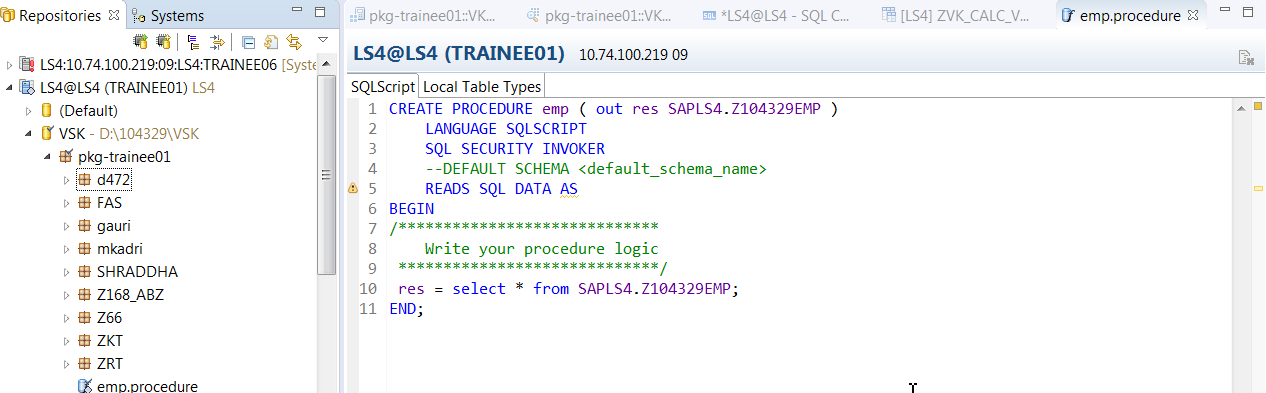 Repositories
Systems
LS4:10.74.100.219:09:LS4:TRAINEE06 [Syste
LS4@LS4 (TRAINEE01) LS4
(Default)
VSK - D:\104329\VSK
pkg-trainee01
d472
FAS
gauri
mkadri
SHRADDHA
Z168_ABZ
Z66
ZKT
ZRT
emp.procedure
pkg-trainee01::VK...
pkg-trainee01::VK...
*LS4@LS4 - SQL C...
[LS4] ZVK_CALC_V...
emp.procedure
LS4@LS4 (TRAINEE01) 10.74.100.219 09
SQLScript Local Table Types
1 CREATE PROCEDURE emp ( out res SAPLS4.Z104329EMP )
2 LANGUAGE SQLSCRIPT
3 SQL SECURITY INVOKER
4 --DEFAULT SCHEMA <default_schema_name>
5 READS SQL DATA AS
6 BEGIN
7 /*****************************
8 Write your procedure logic
9 *****************************/
10 res = select * from SAPLS4.Z104329EMP;
11 END;